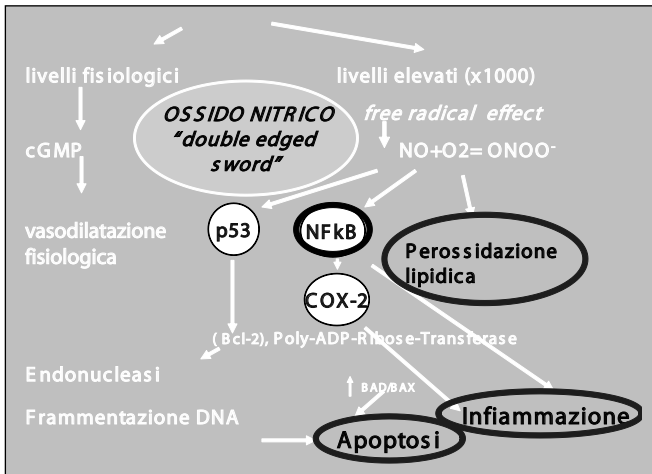 livelli fisiologici
livelli elevati (x1000)
OSSIDO NITRICO
"double edged
sword"
free radical effect
cGMP
NO+O2= ONOO-
vasodilatazione
fisiologica
p53
NFkB
Perossidazione
lipidica
COX-2
( Bcl-2), Poly-ADP-Ribose-Transferase
Endonucleasi
BAD/BAX
Frammentazione DNA
Infiammazione
Apoptosi